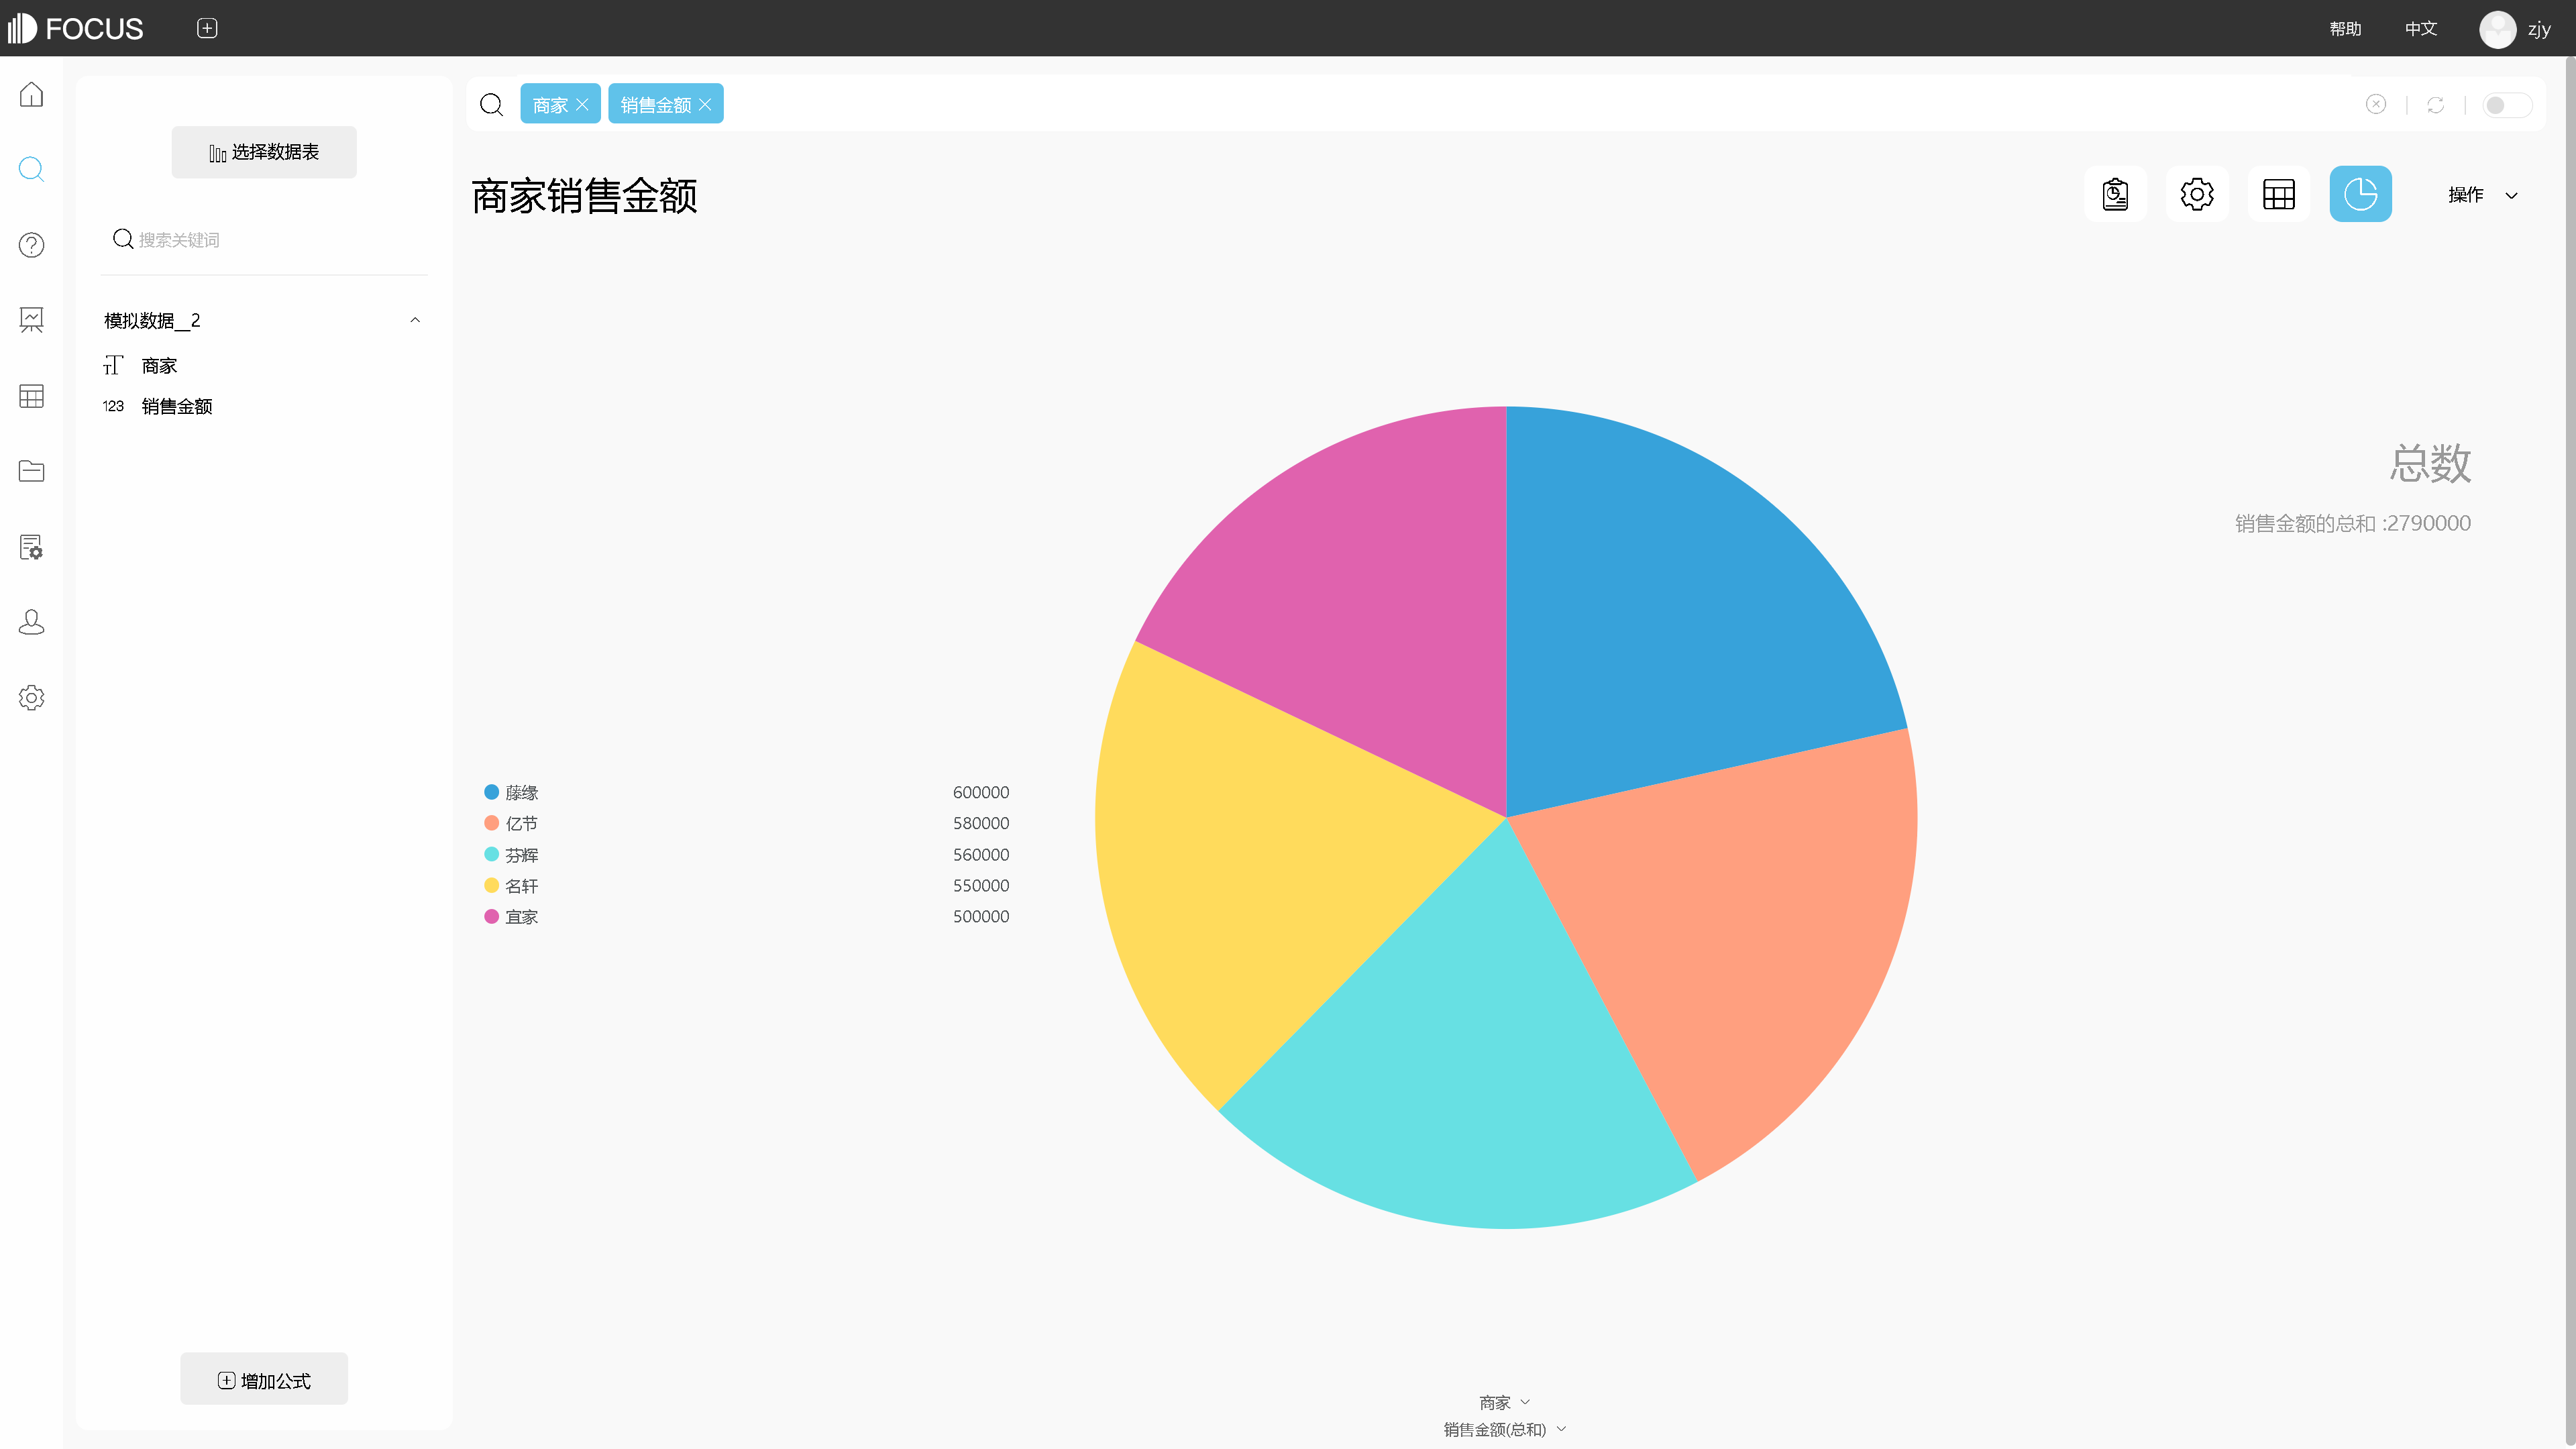 FOCUS
帮助
中文
zjy
商家
销售金额
选择数据表
商家销售金额
操作
搜索关键词
模拟数据__2
商家
123 销售金额
总数
销售金额的总和 :2790000
藤缘 600000
亿节 580000
芬辉 560000
名轩 550000
宜家 500000
增加公式
商家
销售金额(总和)